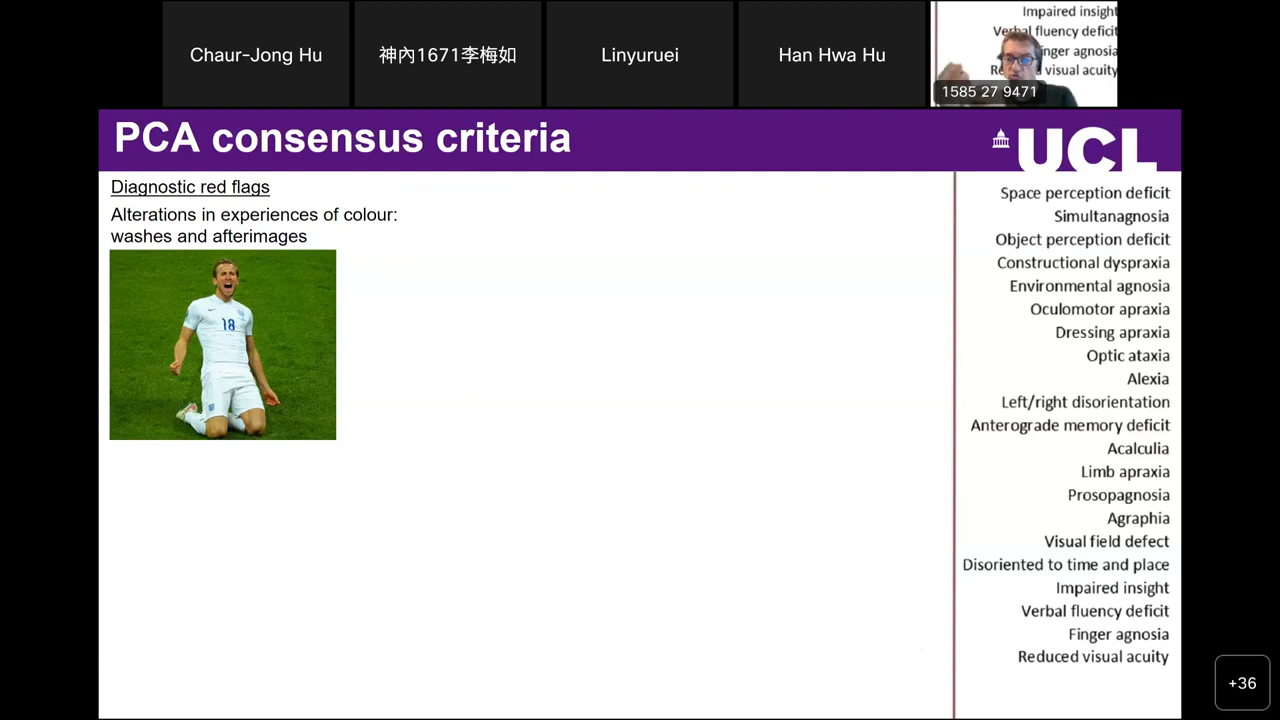 Chaur-Jong Hu
神內1671李梅如
Linyuruei
Han Hwa Hu
Impaired insight
Verbal fluency deficit
inger agnosia
visual acuity
1585 27 9471
PCA consensus criteria
UCL
Diagnostic red flags
Alterations in experiences of colour:
washes and afterimages
18
Space perception deficit
Simultanagnosia
Object perception deficit
Constructional dyspraxia
Environmental agnosia
Oculomotor apraxia
Dressing apraxia
Optic ataxia
Alexia
Left/right disorientation
Anterograde memory deficit
Acalculia
Limb apraxia
Prosopagnosia
Agraphia
Visual field defect
Disoriented to time and place
Impaired insight
Verbal fluency deficit
Finger agnosia
Reduced visual acuity
+36